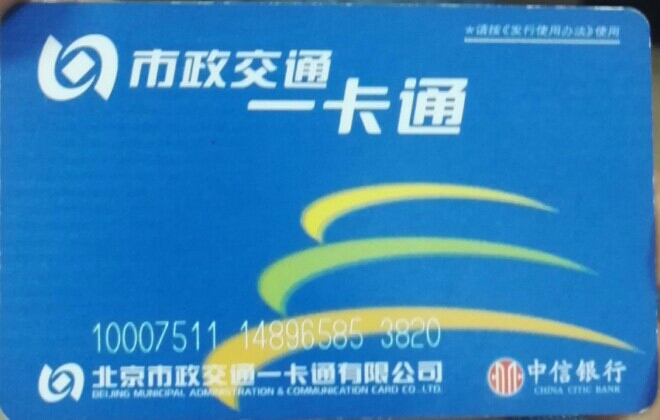 ★请按《发行使用办法》使用
市政交通
一卡通
10007511 14896585 3820
北京市政交通一卡通有限公司
BEIJING MUNICIPAL ADMINISTRATION & COMMUNICATION CARD CO.,LTD.
中信银行
CHINA CITIC BANK